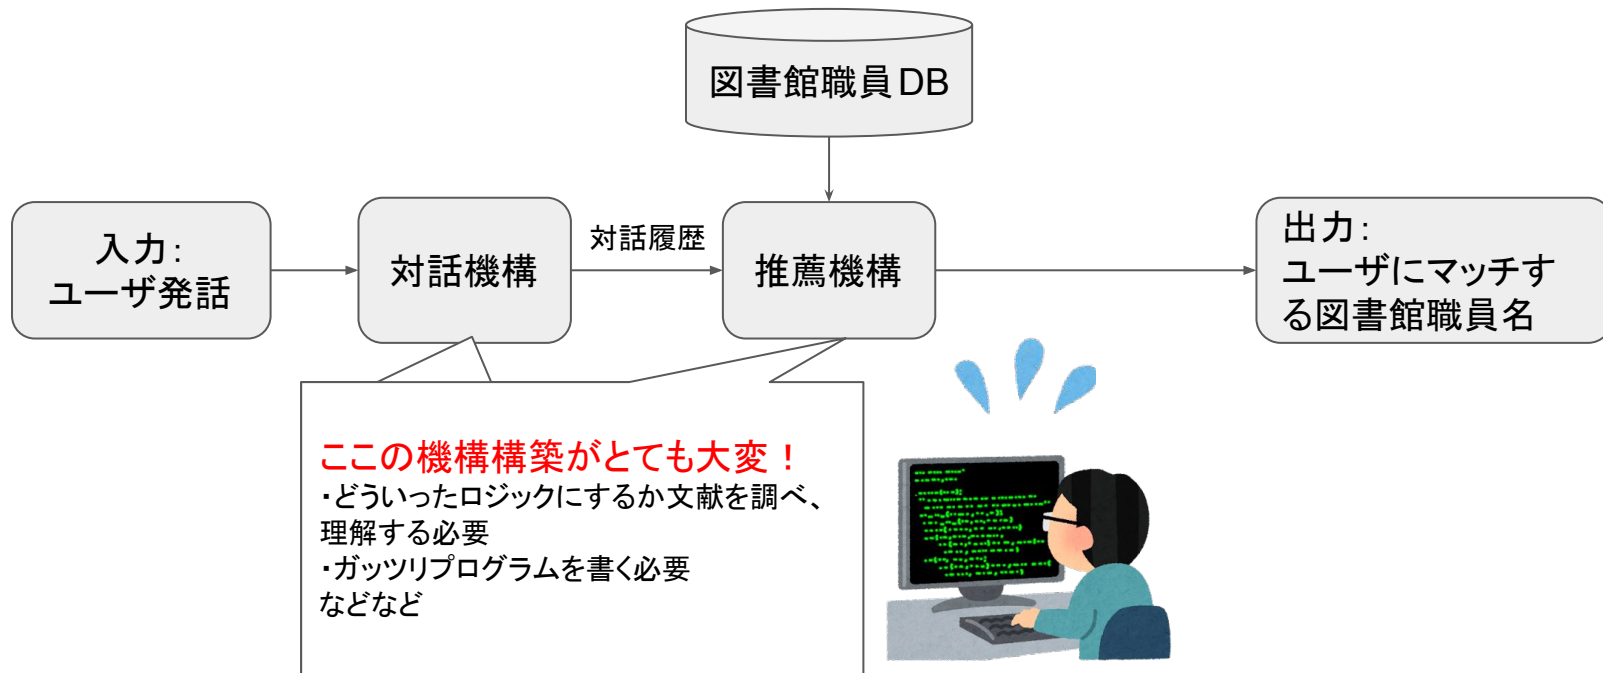 図書館職員DB
入力：
ユーザ発話
対話機構
対話履歴
推薦機構
出力：
ユーザにマッチす
る図書館職員名
ここの機構構築がとても大変！
・どういったロジックにするか文献を調べ、
理解する必要
・ガッツリプログラムを書く必要
などなど